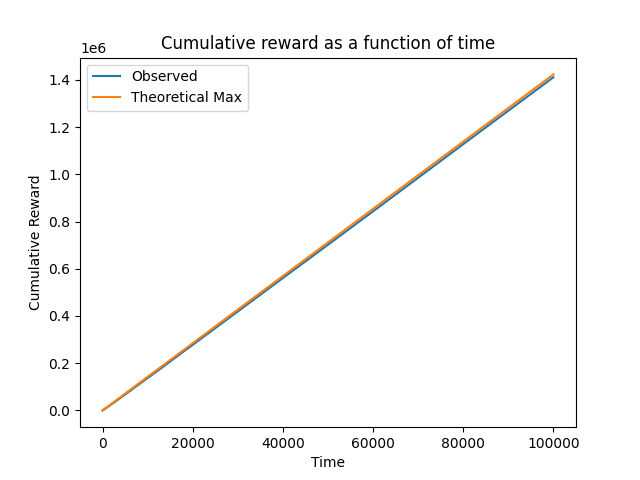 Cumulative reward as a function of time
1e6
Observed
Theoretical Max
1.4
1.2
1.0
0.8
0.6
0.4
0.2
0.0
Cumulative Reward
0 20000 40000 60000 80000 100000
Time